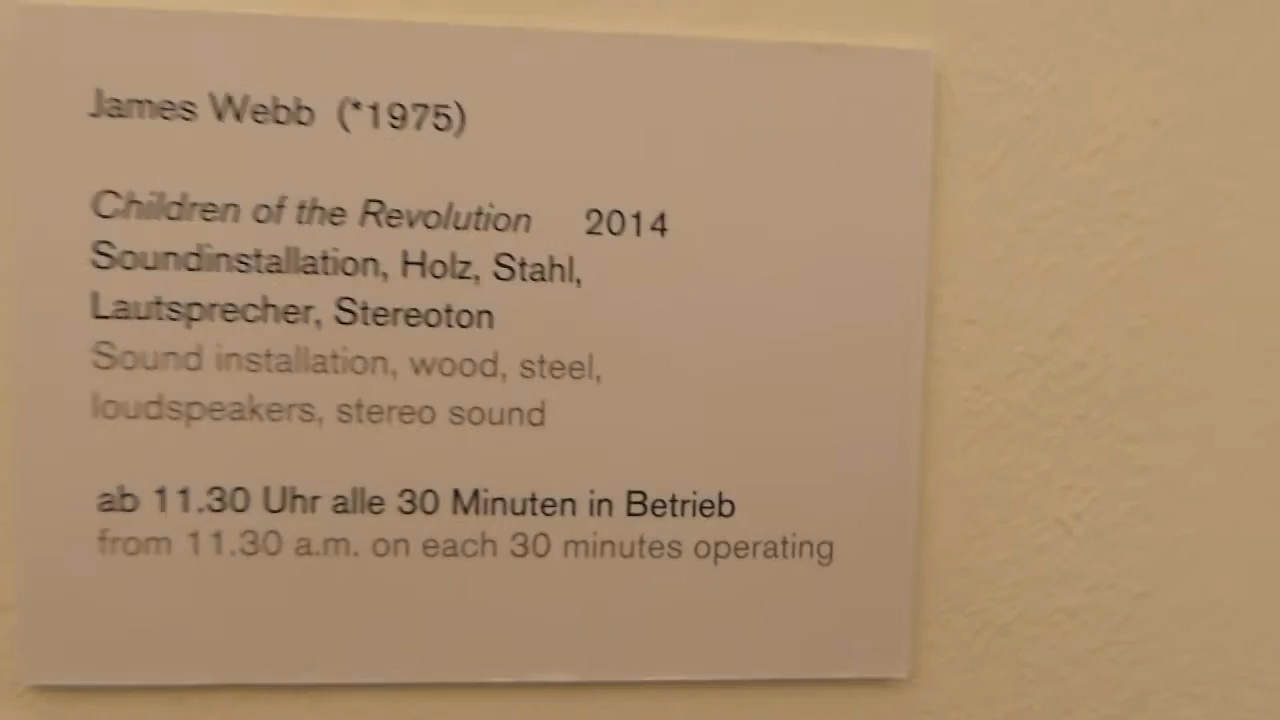 James Webb (*1975)
Children of the Revolution 2014
Soundinstallation, Holz, Stahl,
Lautsprecher, Stereoton
Sound installation, wood, steel,
loudspeakers, stereo sound
ab 11.30 Uhr alle 30 Minuten in Betrieb
from 11.30 a.m. on each 30 minutes operating